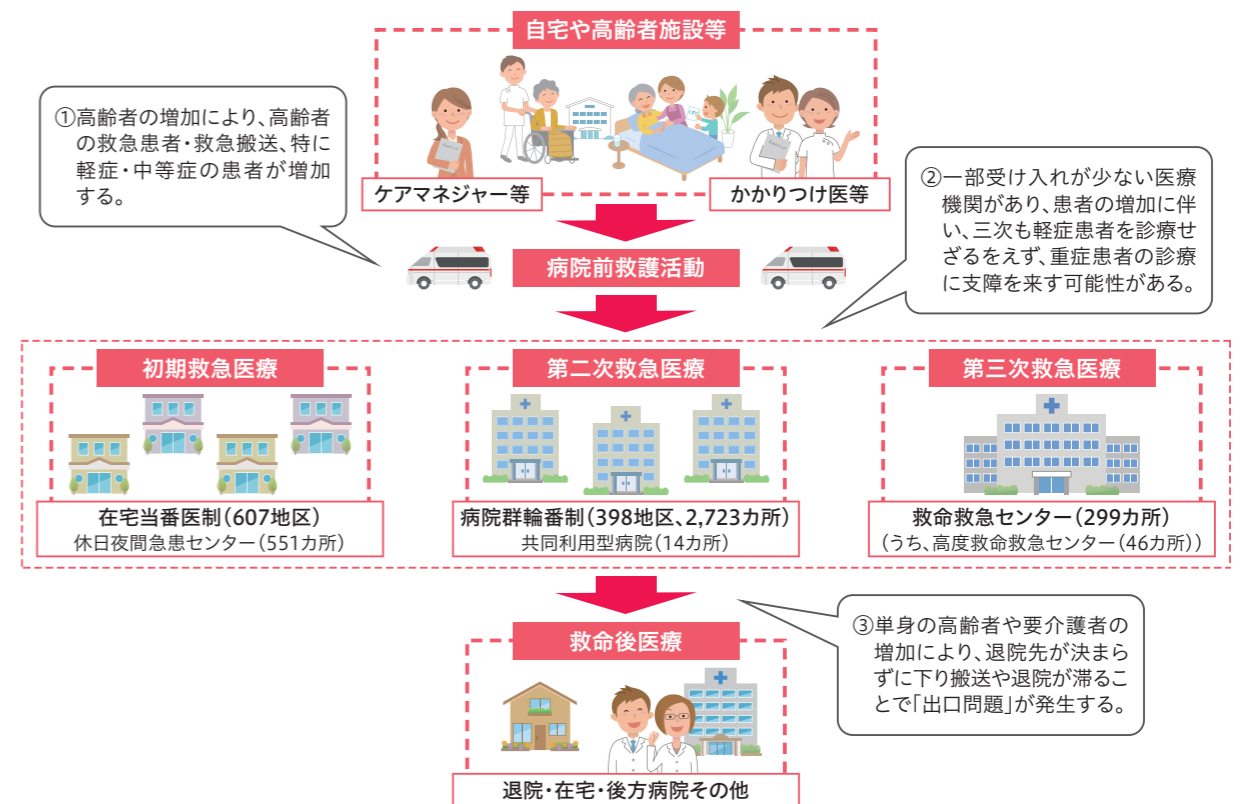 自宅や高齢者施設等
①高齢者の増加により、高齢者
の救急患者・救急搬送、特に
軽症・中等症の患者が増加
する。
ケアマネジャー等
かかりつけ医等
②一部受け入れが少ない医療
機関があり、患者の増加に伴
い、三次も軽症患者を診療せ
ざるをえず、重症患者の診療
に支障を来す可能性がある。
病院前救護活動
初期救急医療
在宅当番医制(607地区)
休日夜間急患センター(551カ所)
第二次救急医療
病院群輪番制(398地区、2,723カ所)
共同利用型病院(14カ所)
第三次救急医療
救命救急センター(299カ所)
(うち、高度救命救急センター(46カ所))
③単身の高齢者や要介護者の
増加により、退院先が決まら
ずに下り搬送や退院が滞るこ
とで「出口問題」が発生する。
救命後医療
退院・在宅・後方病院その他